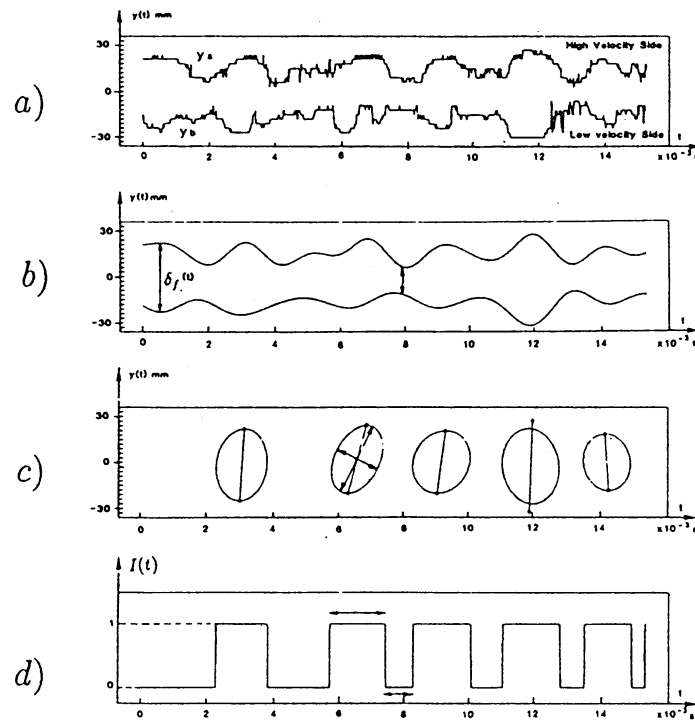 y(t) mm
30
a)
0
-30
y a
High Velocity Side
y b
Low velocity Side
t
0 2 4 6 8 10 12 14 x10⁻³ s
y(t) mm
30
b)
0
-30
δf (t)
t
0 2 4 6 8 10 12 14 x10⁻³ s
y(t) mm
30
c)
0
-30
t
0 2 4 6 8 10 12 14 x10⁻³ s
I(t)
1
d)
0
t
0 2 4 6 8 10 12 14 x10⁻³ s